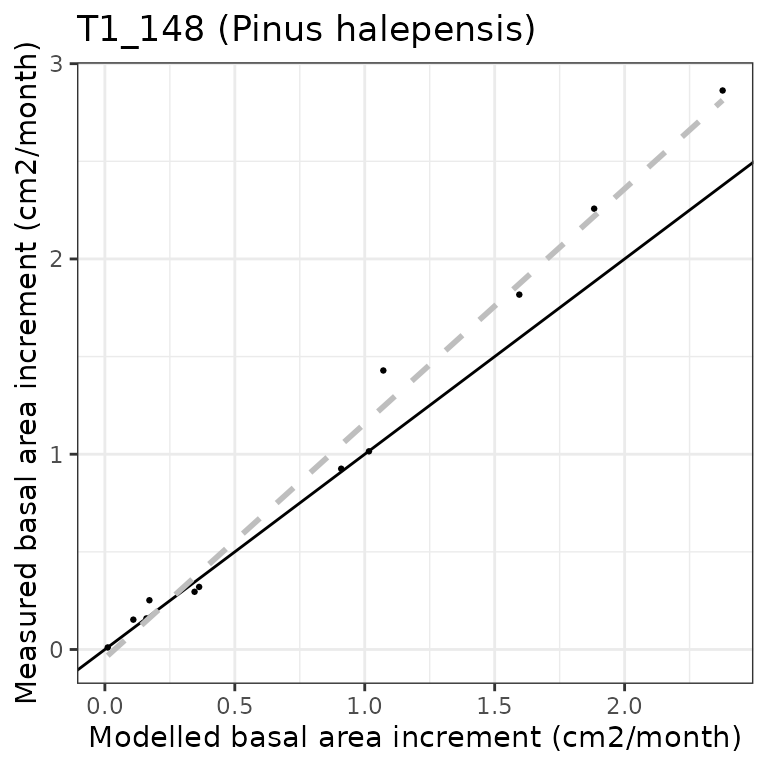 T1_148 (Pinus halepensis)
Measured basal area increment (cm2/month)
3
2
1
0
0.0 0.5 1.0 1.5 2.0
Modelled basal area increment (cm2/month)